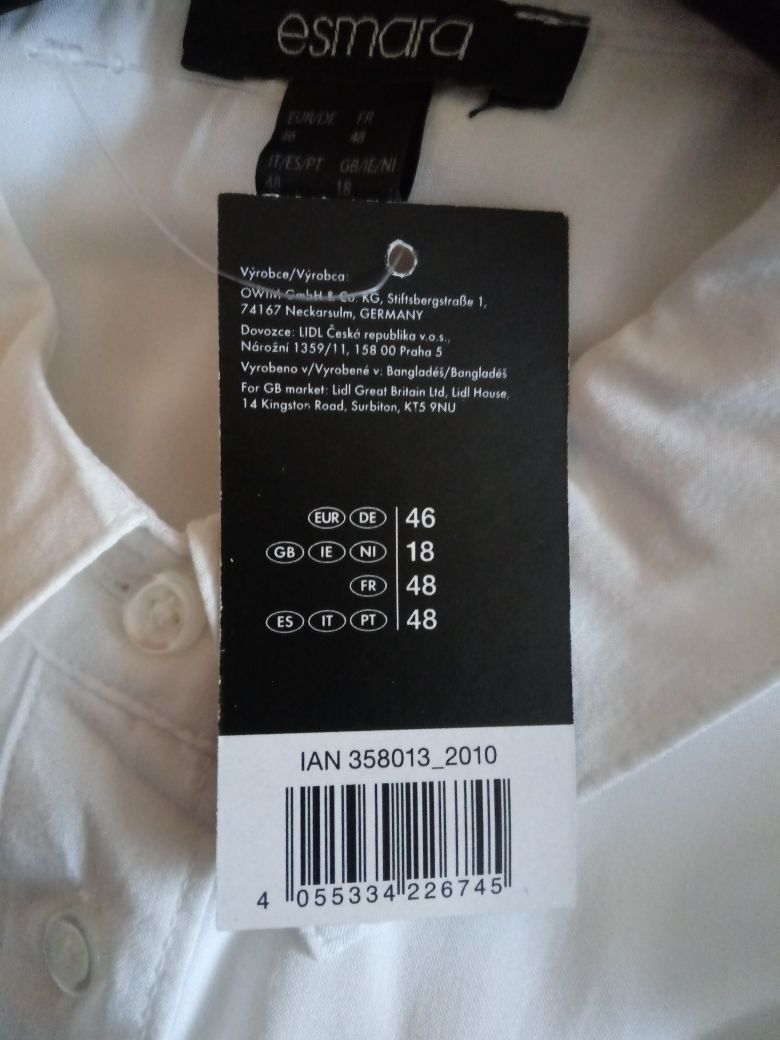 esmara
EUR/DE FR
46 48
IT/ES/PT GB/IE/NI
48 18
Výrobce/Výrobca:
OWIM GmbH & Co. KG, Stiftsbergstraße 1,
74167 Neckarsulm, GERMANY
Dovozce: LIDL Česká republika v.o.s.,
Nárožní 1359/11, 158 00 Praha 5
Vyrobeno v/Vyrobené v: Bangladéš/Bangladéš
For GB market: Lidl Great Britain Ltd, Lidl House,
14 Kingston Road, Surbiton, KT5 9NU
EUR DE 46
GB IE NI 18
FR 48
ES IT PT 48
IAN 358013_2010
4 055334 226745